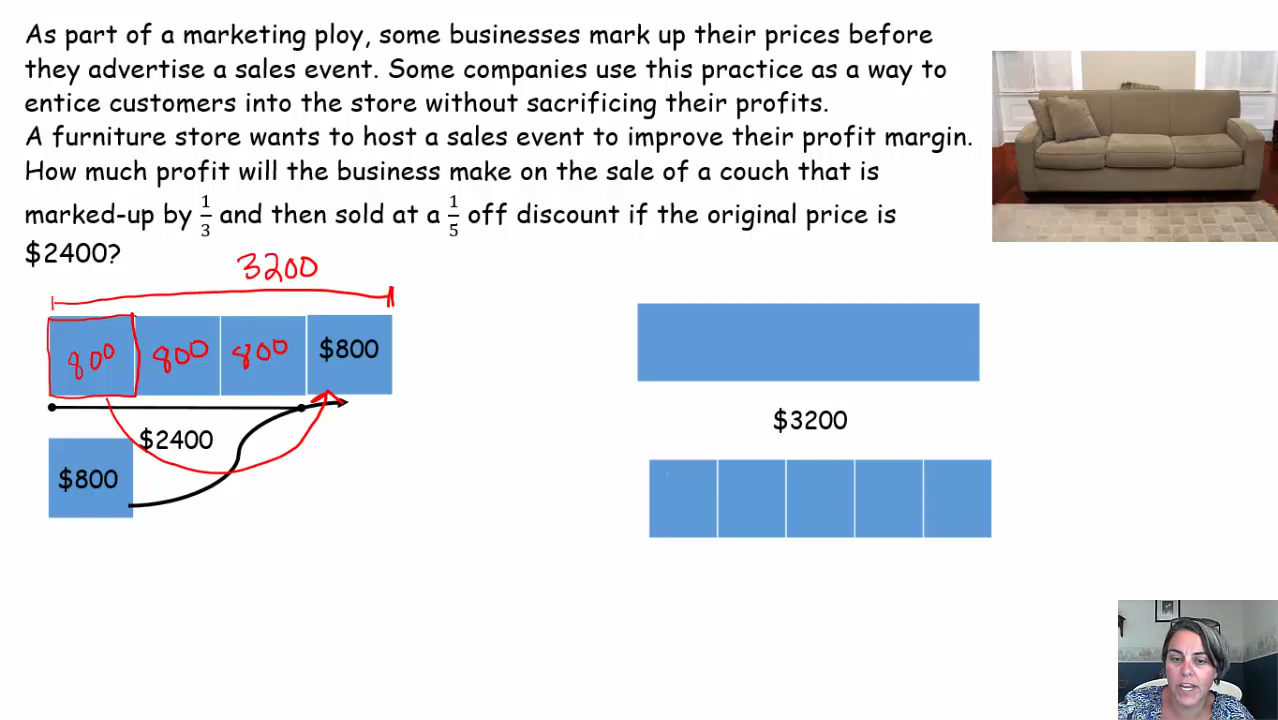 As part of a marketing ploy, some businesses mark up their prices before
they advertise a sales event. Some companies use this practice as a way to
entice customers into the store without sacrificing their profits.
A furniture store wants to host a sales event to improve their profit margin.
How much profit will the business make on the sale of a couch that is
marked-up by 1/3 and then sold at a 1/5 off discount if the original price is
$2400?
3200
800 800 800 $800
$2400
$800
$3200